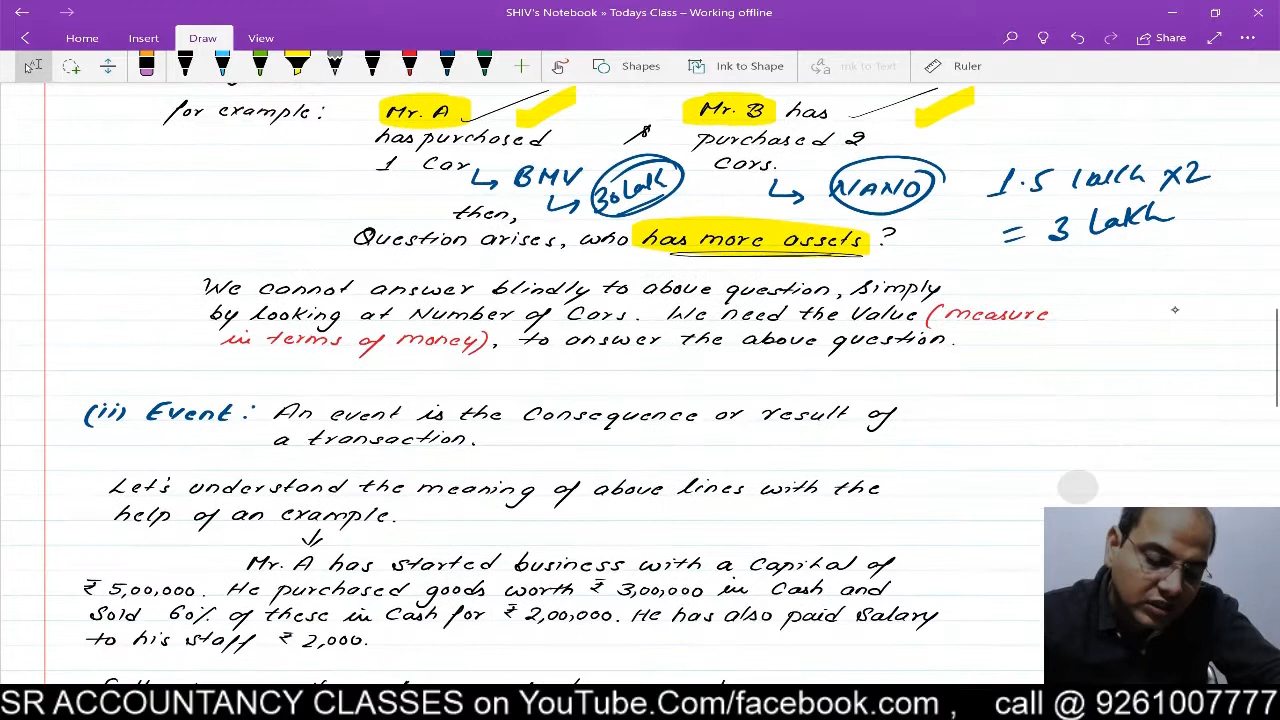 SHIV's Notebook » Todays Class – Working offline
Home Insert Draw View Share
Shapes Ink to Shape Ink to Text Ruler
for example: Mr. A Mr. B has
has purchased & purchased 2
1 Car Cars.
BMV 30 lakh NANO 1.5 lakh x2
= 3 lakh
then,
Question arises, who has more assets ?
We cannot answer blindly to above question, simply
by looking at Number of Cars. We need the Value (measure
in terms of money), to answer the above question.
(ii) Event: An event is the consequence or result of
a transaction.
Let's understand the meaning of above lines with the
help of an example.
Mr. A has started business with a capital of
₹ 5,00,000. He purchased goods worth ₹ 3,00,000 in Cash and
Sold 60% of these in Cash for ₹ 2,00,000. He has also paid Salary
to his staff ₹ 2,000.
SR ACCOUNTANCY CLASSES on YouTube.Com/facebook.com , call @ 9261007777